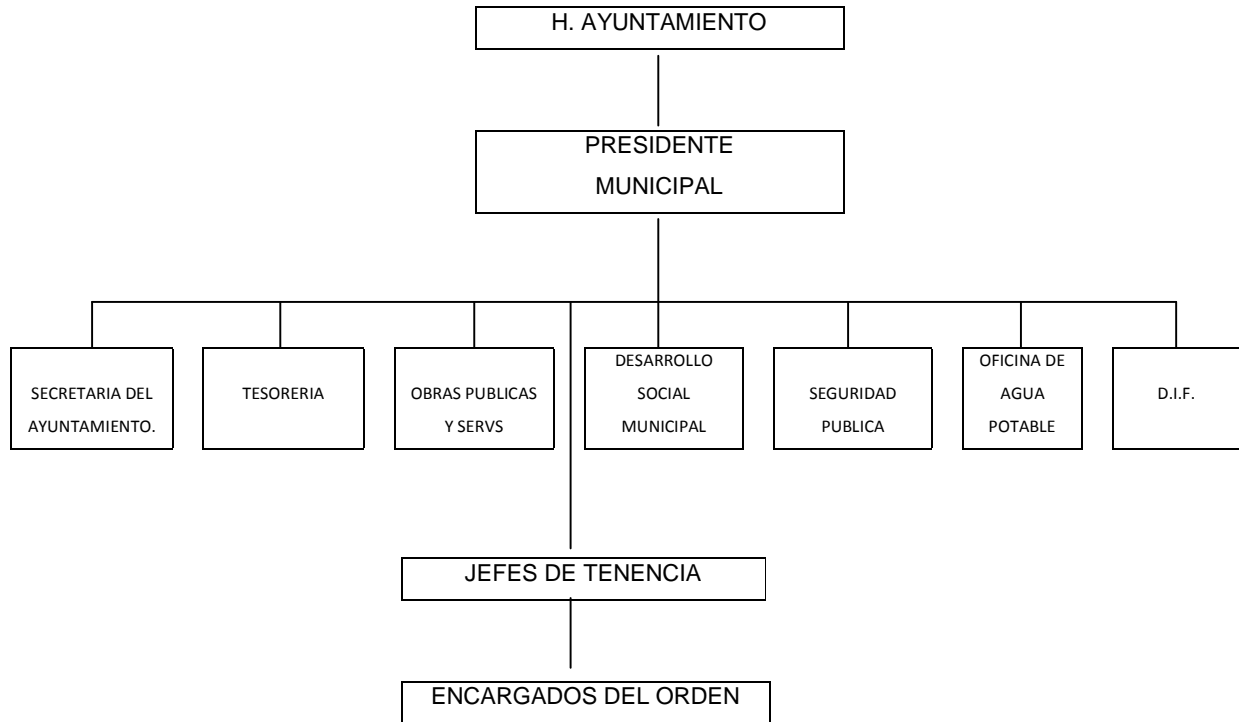 H. AYUNTAMIENTO
PRESIDENTE
MUNICIPAL
SECRETARIA DEL
AYUNTAMIENTO.
TESORERIA
OBRAS PUBLICAS
Y SERVS
DESARROLLO
SOCIAL
MUNICIPAL
SEGURIDAD
PUBLICA
OFICINA DE
AGUA
POTABLE
D.I.F.
JEFES DE TENENCIA
ENCARGADOS DEL ORDEN